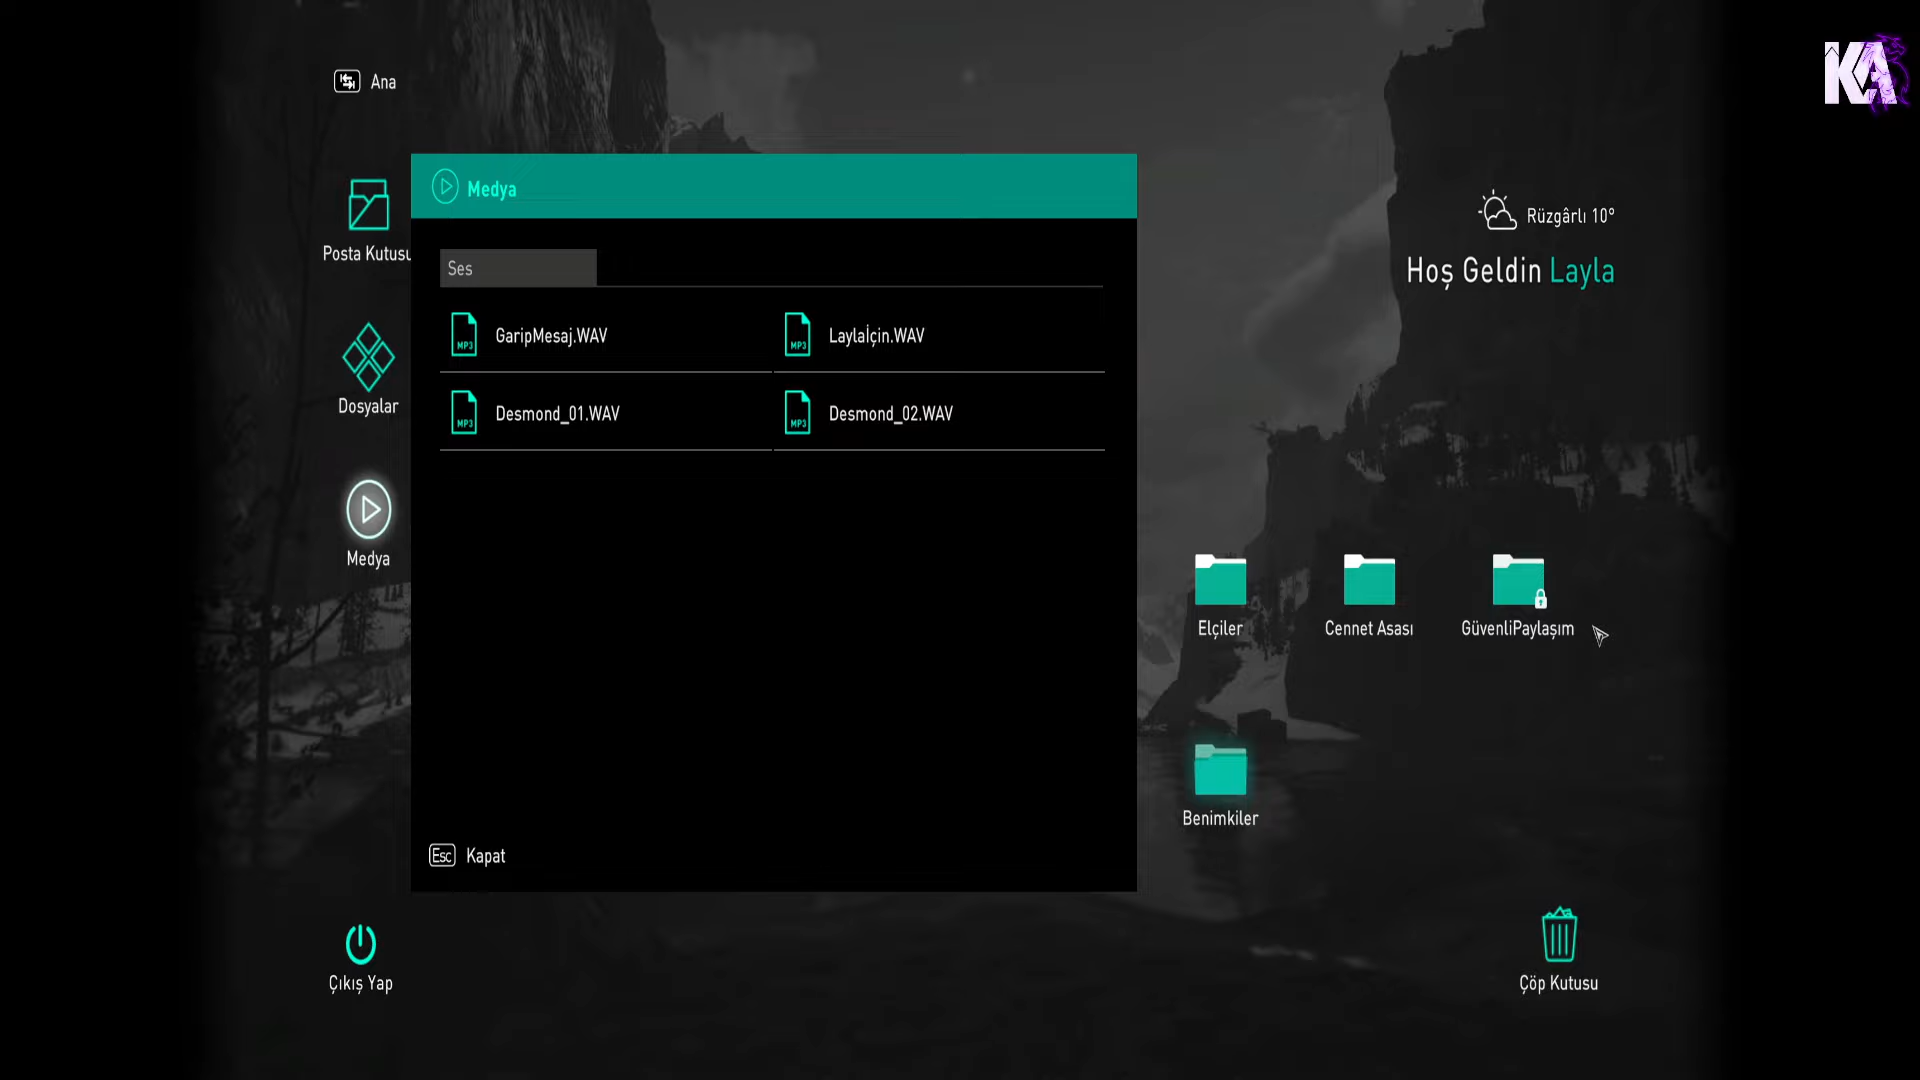 Ana
Posta Kutusu
Dosyalar
Medya
Çıkış Yap
Medya
Ses
MP3 GaripMesaj.WAV
MP3 Laylaİçin.WAV
MP3 Desmond_01.WAV
MP3 Desmond_02.WAV
Esc Kapat
KA
Rüzgârlı 10°
Hoş Geldin Layla
Elçiler
Cennet Asası
GüvenliPaylaşım
Benimkiler
Çöp Kutusu